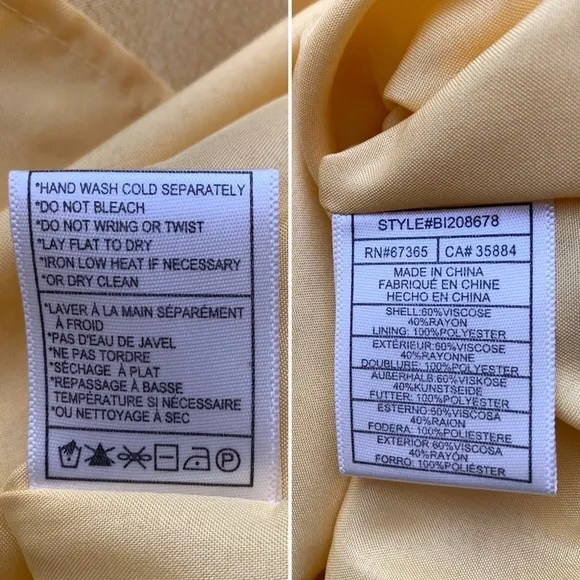 *HAND WASH COLD SEPARATELY
*DO NOT BLEACH
*DO NOT WRING OR TWIST
*LAY FLAT TO DRY
*IRON LOW HEAT IF NECESSARY
*OR DRY CLEAN
*LAVER À LA MAIN SÉPARÉMENT
À FROID
*PAS D'EAU DE JAVEL
*NE PAS TORDRE
*SÉCHAGE À PLAT
*REPASSAGE À BASSE
TEMPÉRATURE SI NÉCESSAIRE
*OU NETTOYAGE À SEC
P
STYLE#BI208678
RN#67365 CA# 35884
MADE IN CHINA
FABRIQUÉ EN CHINE
HECHO EN CHINA
SHELL:60%VISCOSE
40%RAYON
LINING: 100%POLYESTER
EXTÉRIEUR:60%VISCOSE
40%RAYONNE
DOUBLURE: 100%POLYESTER
AUßERHALB:60%VISKOSE
40%KUNSTSEIDE
FUTTER: 100%POLYESTER
ESTERNO:60%VISCOSA
40%RAION
FODERA: 100%POLIESTERE
EXTERIOR:60%VISCOSA
40%RAYON
FORRO: 100%POLIÉSTER